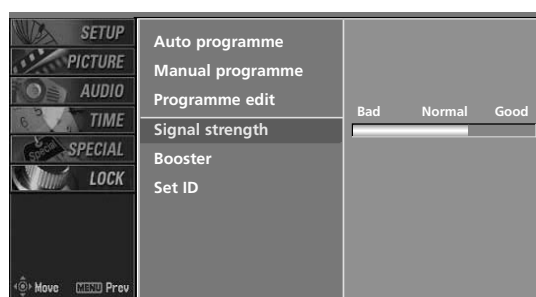 SETUP
PICTURE
AUDIO
TIME
SPECIAL
LOCK
Move MENU Prev
Auto programme
Manual programme
Programme edit
Signal strength
Booster
Set ID
Bad Normal Good